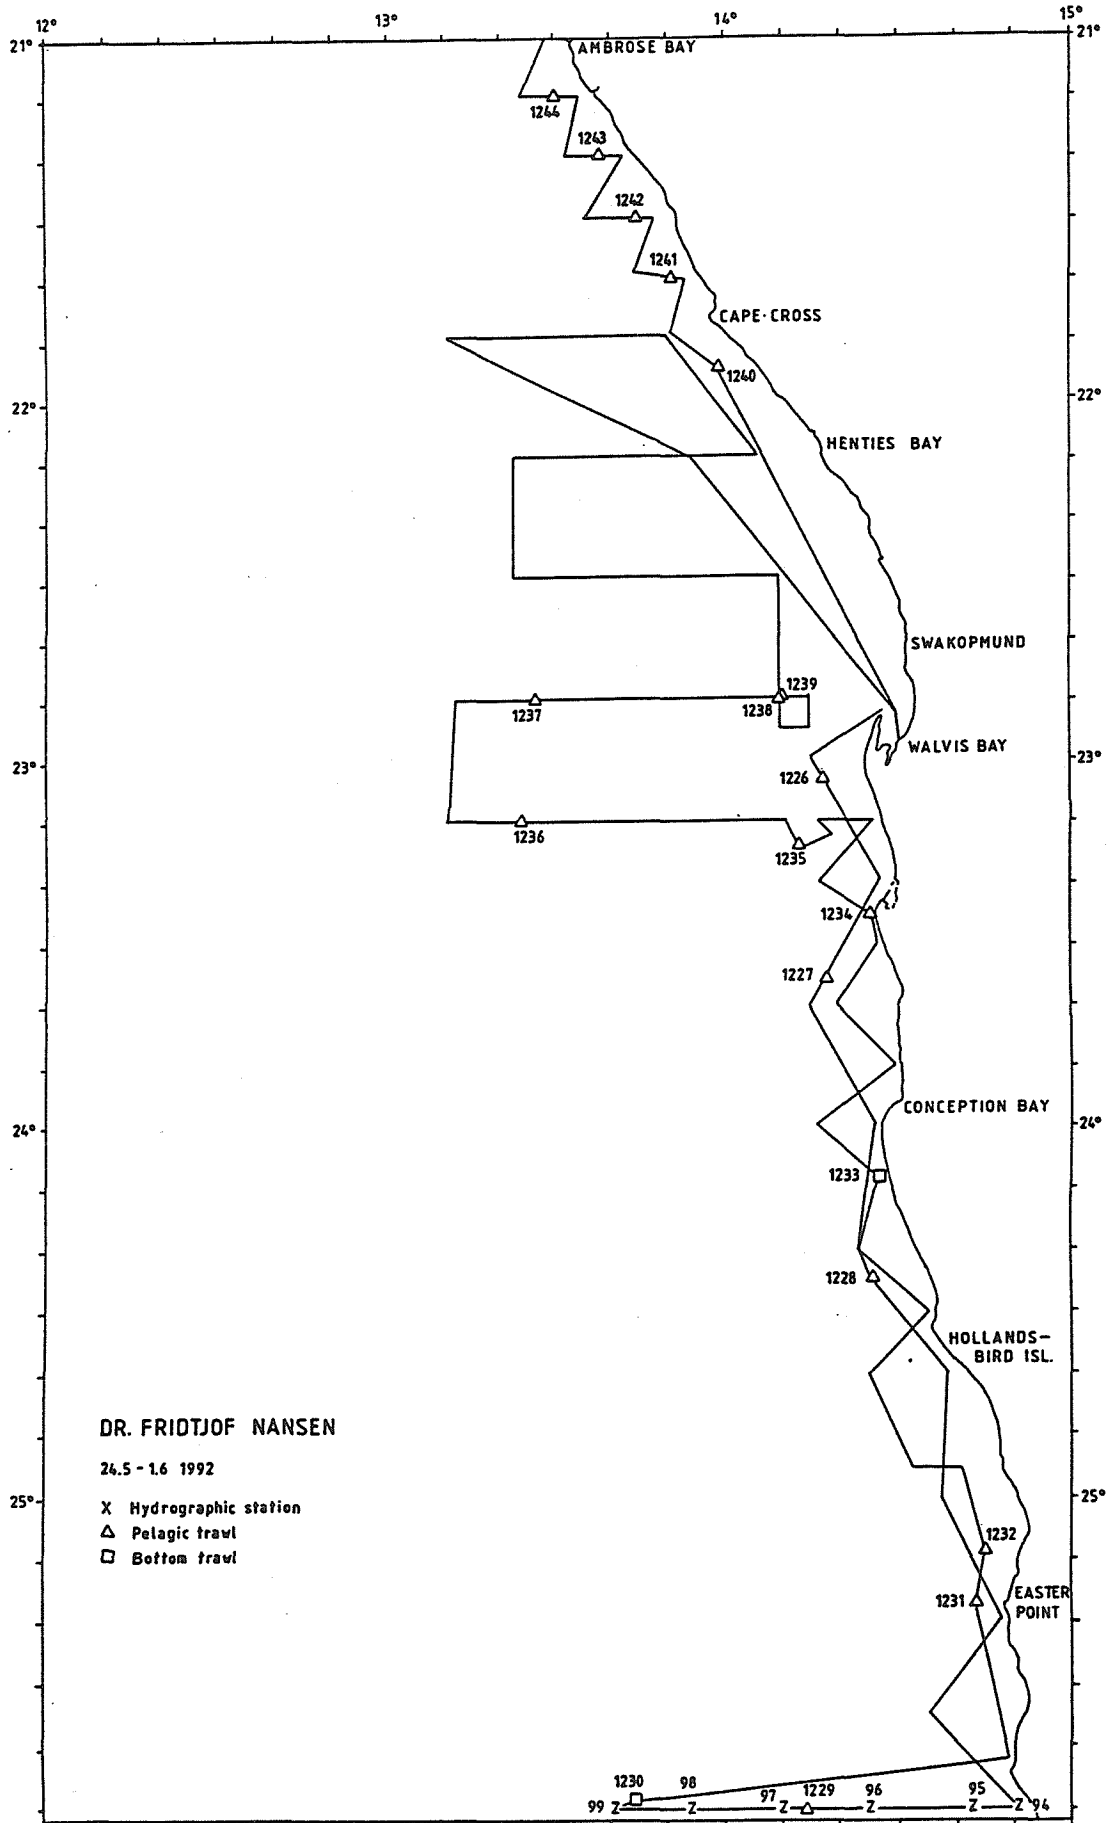 12° 13° 14° 15°
21° 21°
AMBROSE BAY
1244
1243
1242
1241
CAPE·CROSS
1240
22° 22°
HENTIES BAY
SWAKOPMUND
1239
1237 1238
WALVIS BAY
23° 23°
1226
1236
1235
1234
1227
CONCEPTION BAY
24° 24°
1233
1228
HOLLANDS–
BIRD ISL.
DR. FRIDTJOF NANSEN
24.5 - 1.6 1992
X Hydrographic station
Pelagic trawl
Bottom trawl
25° 25°
1232
1231
EASTER
POINT
1230 98 97 1229 96 95
99 Z Z Z Z Z Z 94